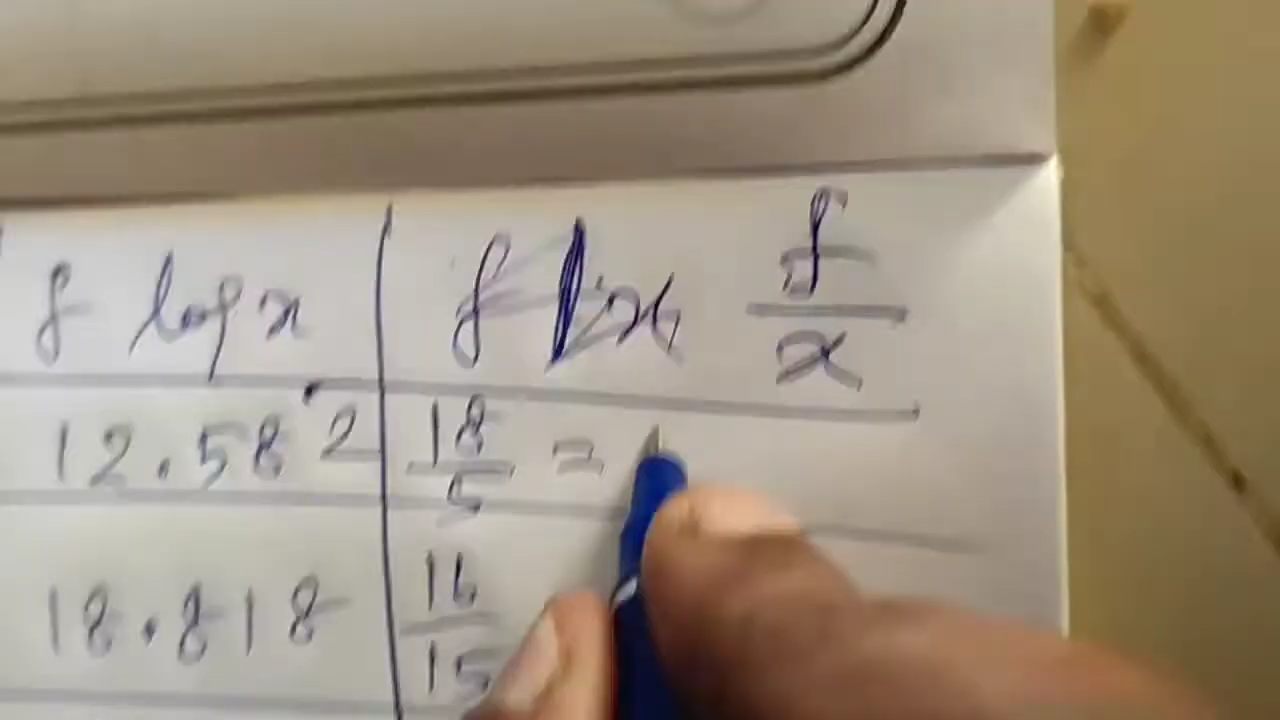 f log x f x f/x
12.582 18/5 =
18.818 16/15